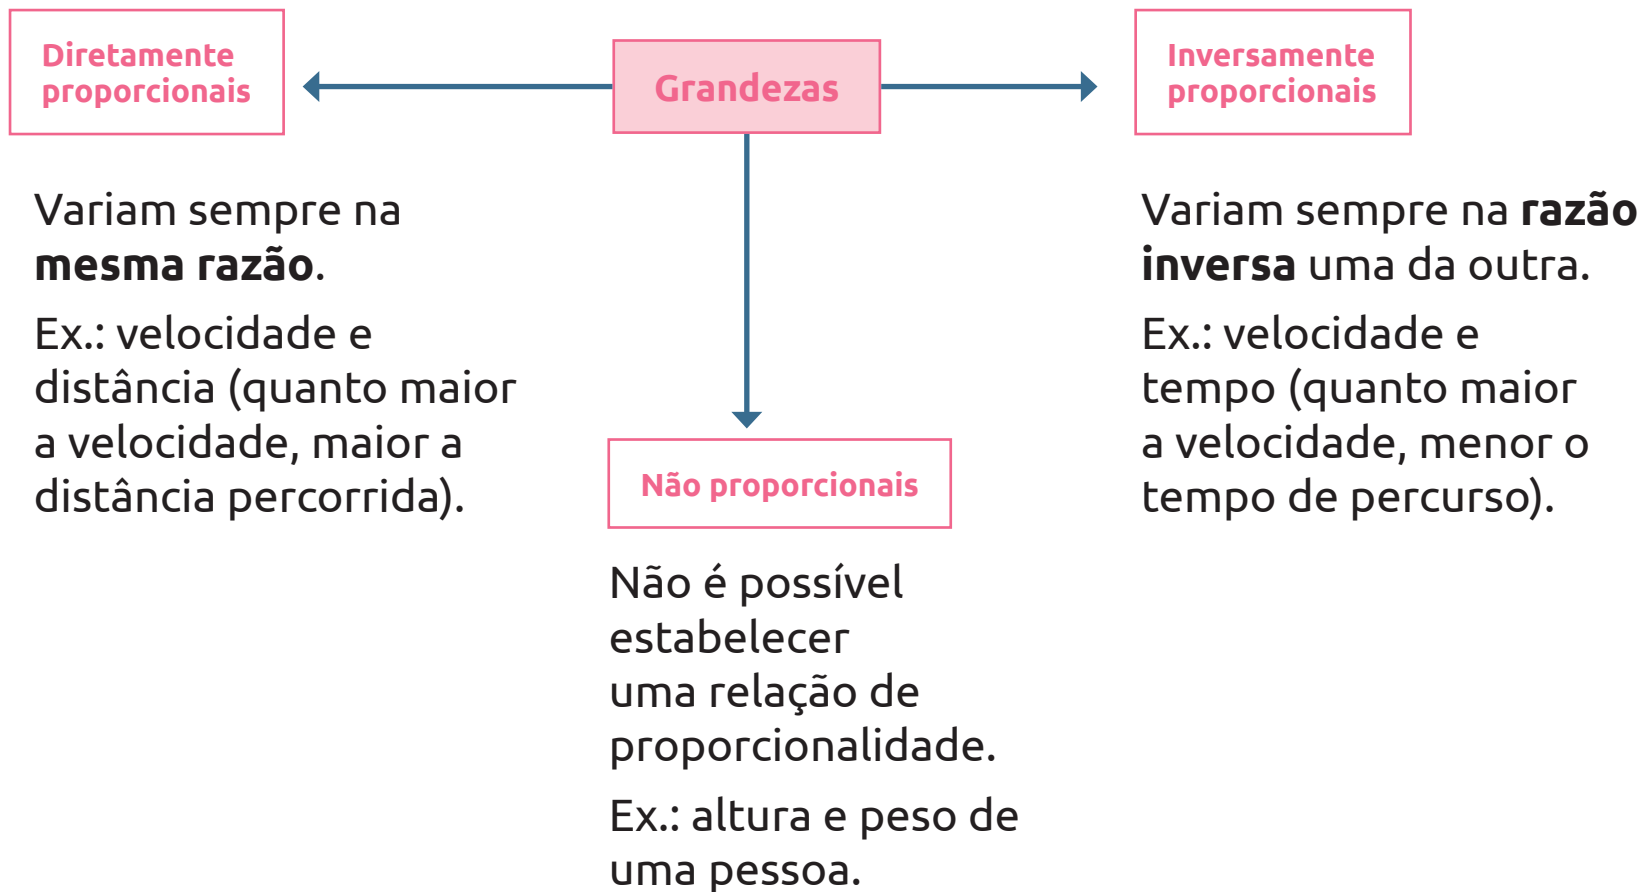 Diretamente
proporcionais
Grandezas
Inversamente
proporcionais
Variam sempre na
mesma razão.
Ex.: velocidade e
distância (quanto maior
a velocidade, maior a
distância percorrida).
Variam sempre na razão
inversa uma da outra.
Ex.: velocidade e
tempo (quanto maior
a velocidade, menor o
tempo de percurso).
Não proporcionais
Não é possível
estabelecer
uma relação de
proporcionalidade.
Ex.: altura e peso de
uma pessoa.